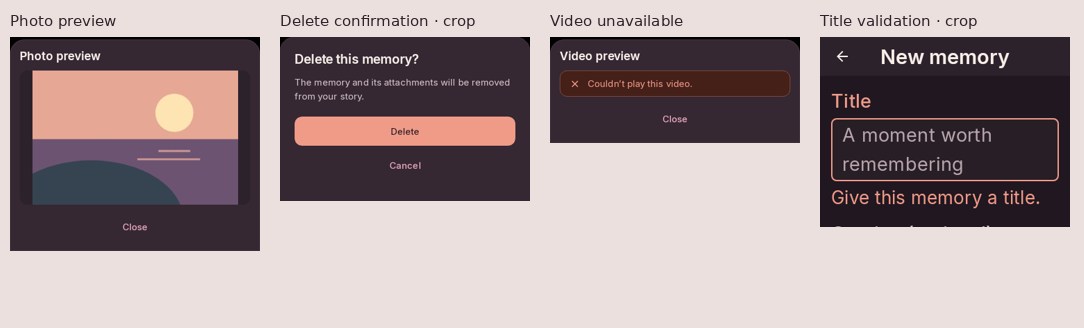 Photo preview
Photo preview
Close
Delete confirmation · crop
Delete this memory?
The memory and its attachments will be removed
from your story.
Delete
Cancel
Video unavailable
Video preview
Couldn't play this video.
Close
Title validation · crop
New memory
Title
A moment worth
remembering
Give this memory a title.